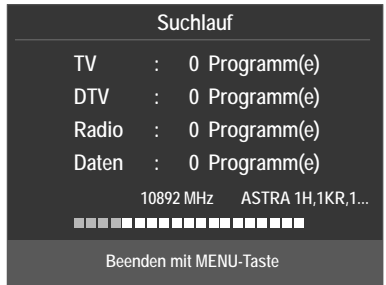 Suchlauf
TV : 0 Programm(e)
DTV : 0 Programm(e)
Radio : 0 Programm(e)
Daten : 0 Programm(e)
10892 MHz ASTRA 1H,1KR,1...
Beenden mit MENU-Taste